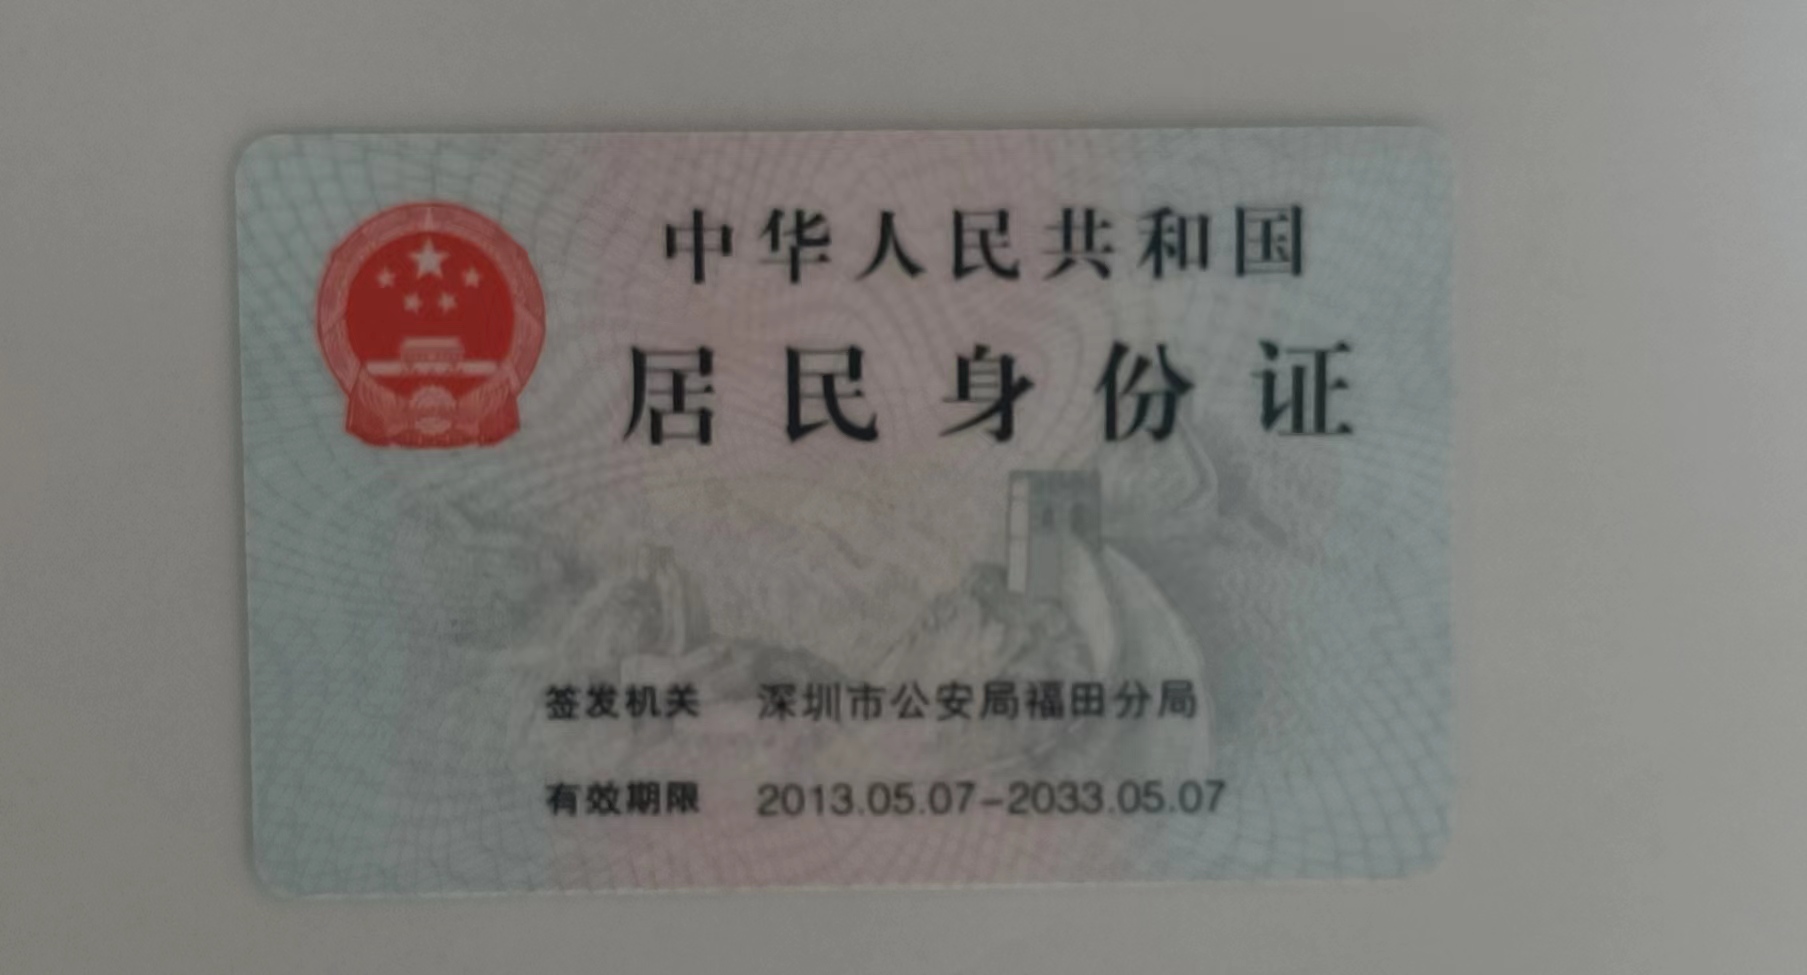 中华人民共和国
居民身份证
签发机关 深圳市公安局福田分局
有效期限 2013.05.07-2033.05.07